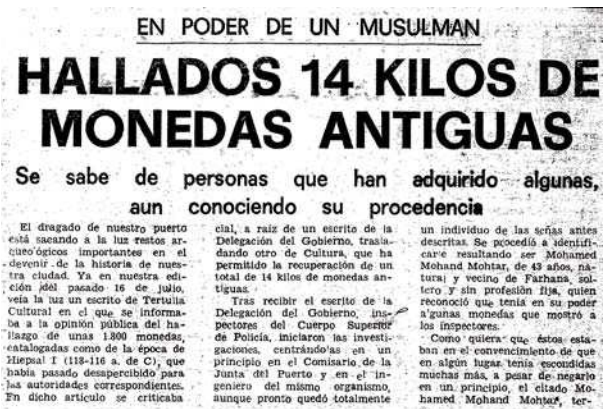 EN PODER DE UN MUSULMAN
HALLADOS 14 KILOS DE
MONEDAS ANTIGUAS
Se sabe de personas que han adquirido algunas,
aun conociendo su procedencia
El dragado de nuestro puerto
está sacando a la luz restos ar-
queológicos importantes en el
devenir de la historia de nues-
tra ciudad. Ya en nuestra edi-
ción del pasado 16 de julio,
veía la luz un escrito de Tertulia
Cultural en el que se informa-
ba a la opinión pública del ha-
llazgo de unas 1.800 monedas,
catalogadas como de la época de
Hiepsal I (118-116 a. de C), que
había pasado desapercibido para
las autoridades correspondientes.
En dicho artículo se criticaba
cial, a raíz de un escrito de la
Delegación del Gobierno, trasla-
dando otro de Cultura, que ha
permitido la recuperación de un
total de 14 kilos de monedas an-
tiguas.
Tras recibir el escrito de la
Delegación del Gobierno, ins-
pectores del Cuerpo Superior
de Policía, iniciaron las investi-
gaciones, centrándolas en un
principio en el Comisario de la
Junta del Puerto y en el in-
geniero del mismo organismo,
aunque pronto quedó totalmente
un individuo de las señas antes
descritas. Se procedió a identifi-
carle resultando ser Mohamed
Mohand Mohtar, de 43 años, na-
tural y vecino de Farhana, sol-
tero y sin profesión fija, quien
reconoció que tenía en su poder
algunas monedas que mostró a
los inspectores.
Como quiera que éstos esta-
ban en el convencimiento de que
en algún lugar tenía escondidas
muchas más, a pesar de negarlo
en un principio, el citado Mo-
hamed Mohand Mohtar, ter-